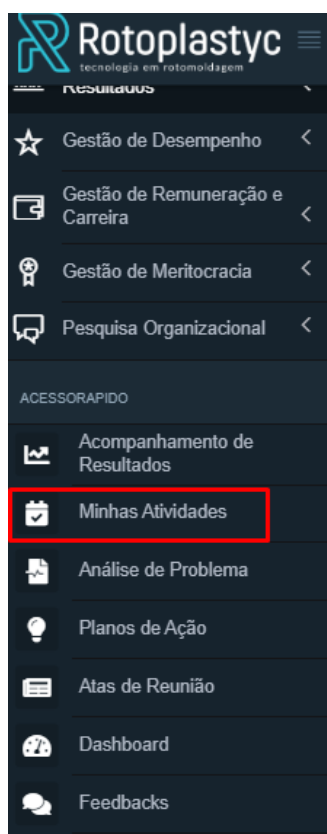 Rotoplastyc
tecnologia em rotomoldagem
Resultados
Gestão de Desempenho
Gestão de Remuneração e
Carreira
Gestão de Meritocracia
Pesquisa Organizacional
ACESSORAPIDO
Acompanhamento de
Resultados
Minhas Atividades
Análise de Problema
Planos de Ação
Atas de Reunião
Dashboard
Feedbacks